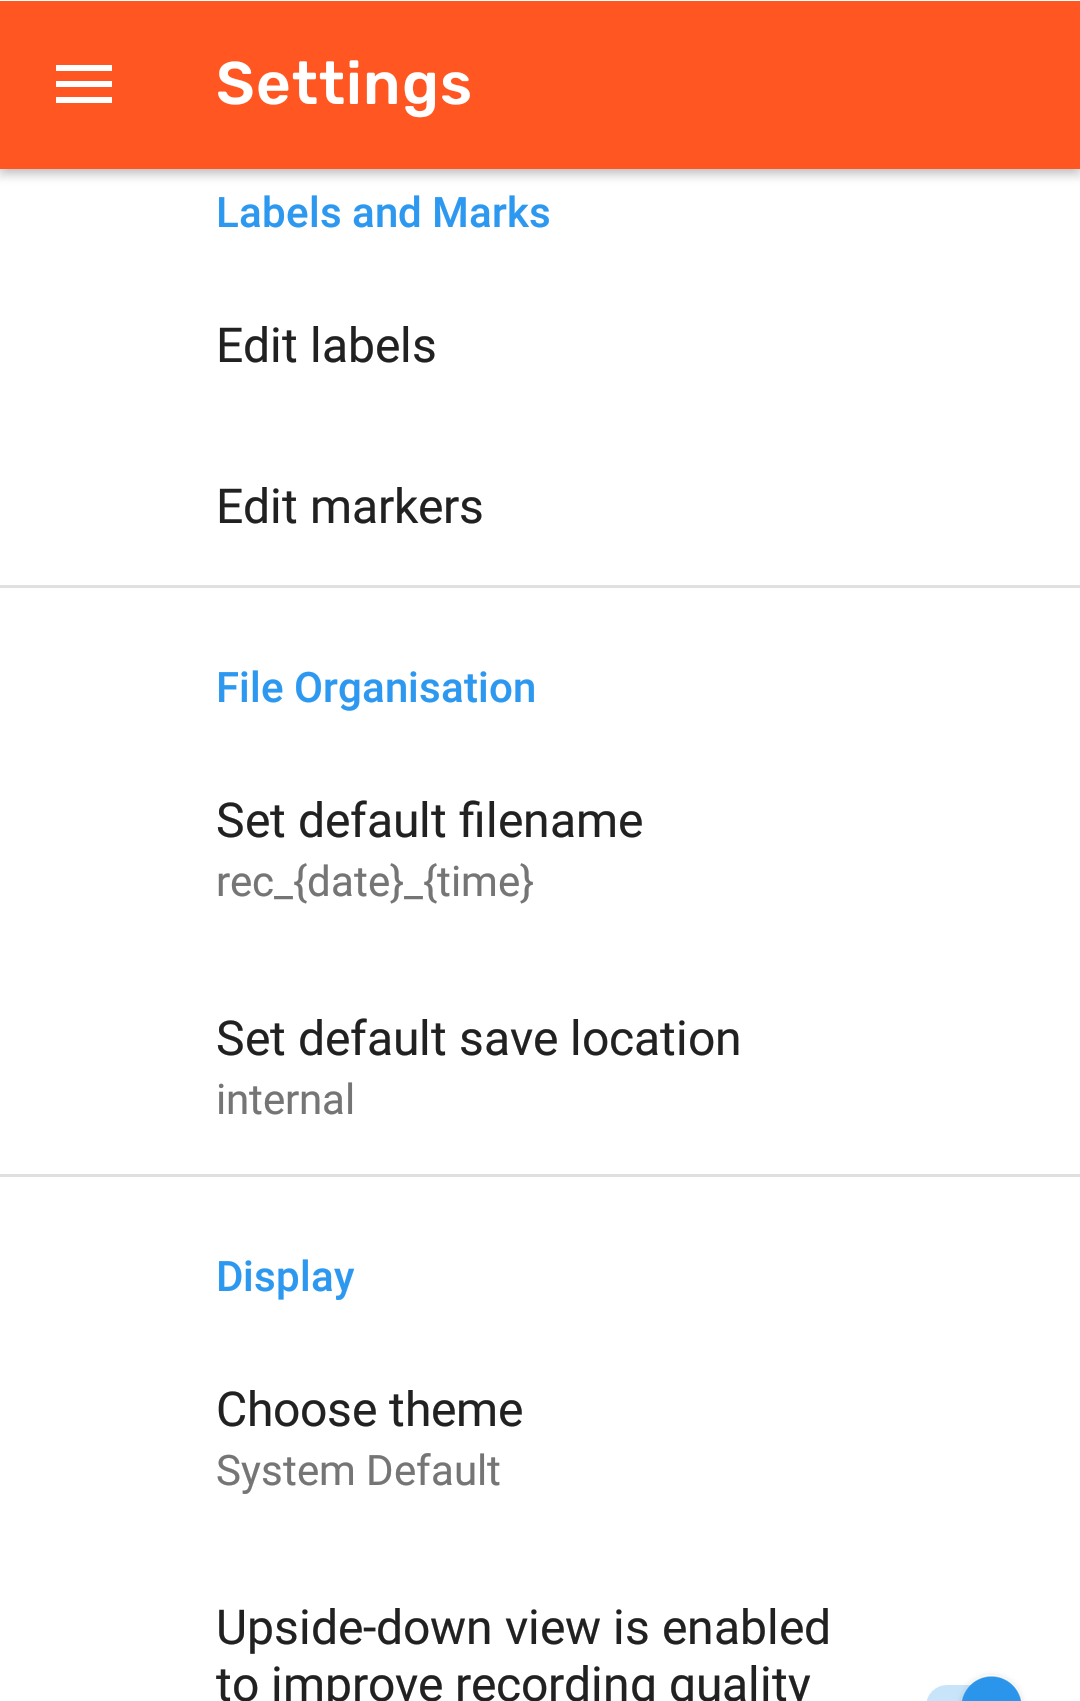 Settings
Labels and Marks
Edit labels
Edit markers
File Organisation
Set default filename
rec_{date}_{time}
Set default save location
internal
Display
Choose theme
System Default
Upside-down view is enabled
to improve recording quality